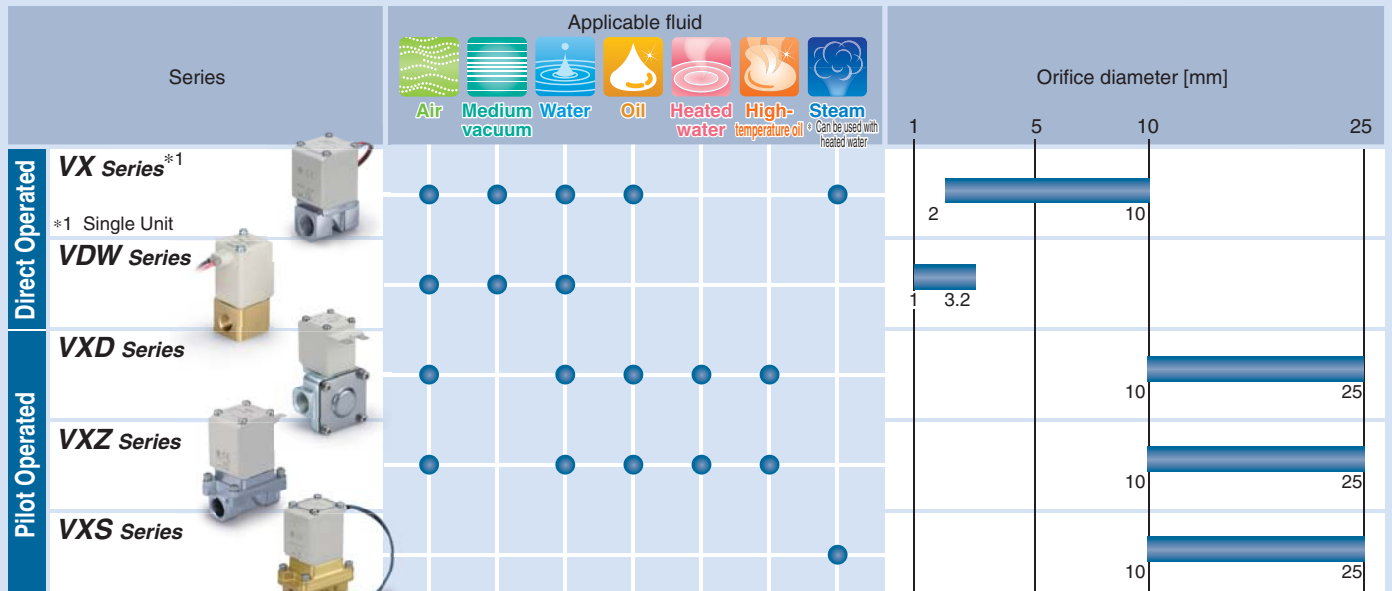 Series
Applicable fluid
Orifice diameter [mm]
Air
Medium
vacuum
Water
Oil
Heated
water
High-
temperature oil
Steam
* Can be used with
heated water
1 5 10 25
Direct Operated
VX Series*1
*1 Single Unit
2 10
VDW Series
1 3.2
Pilot Operated
VXD Series
10 25
VXZ Series
10 25
VXS Series
10 25